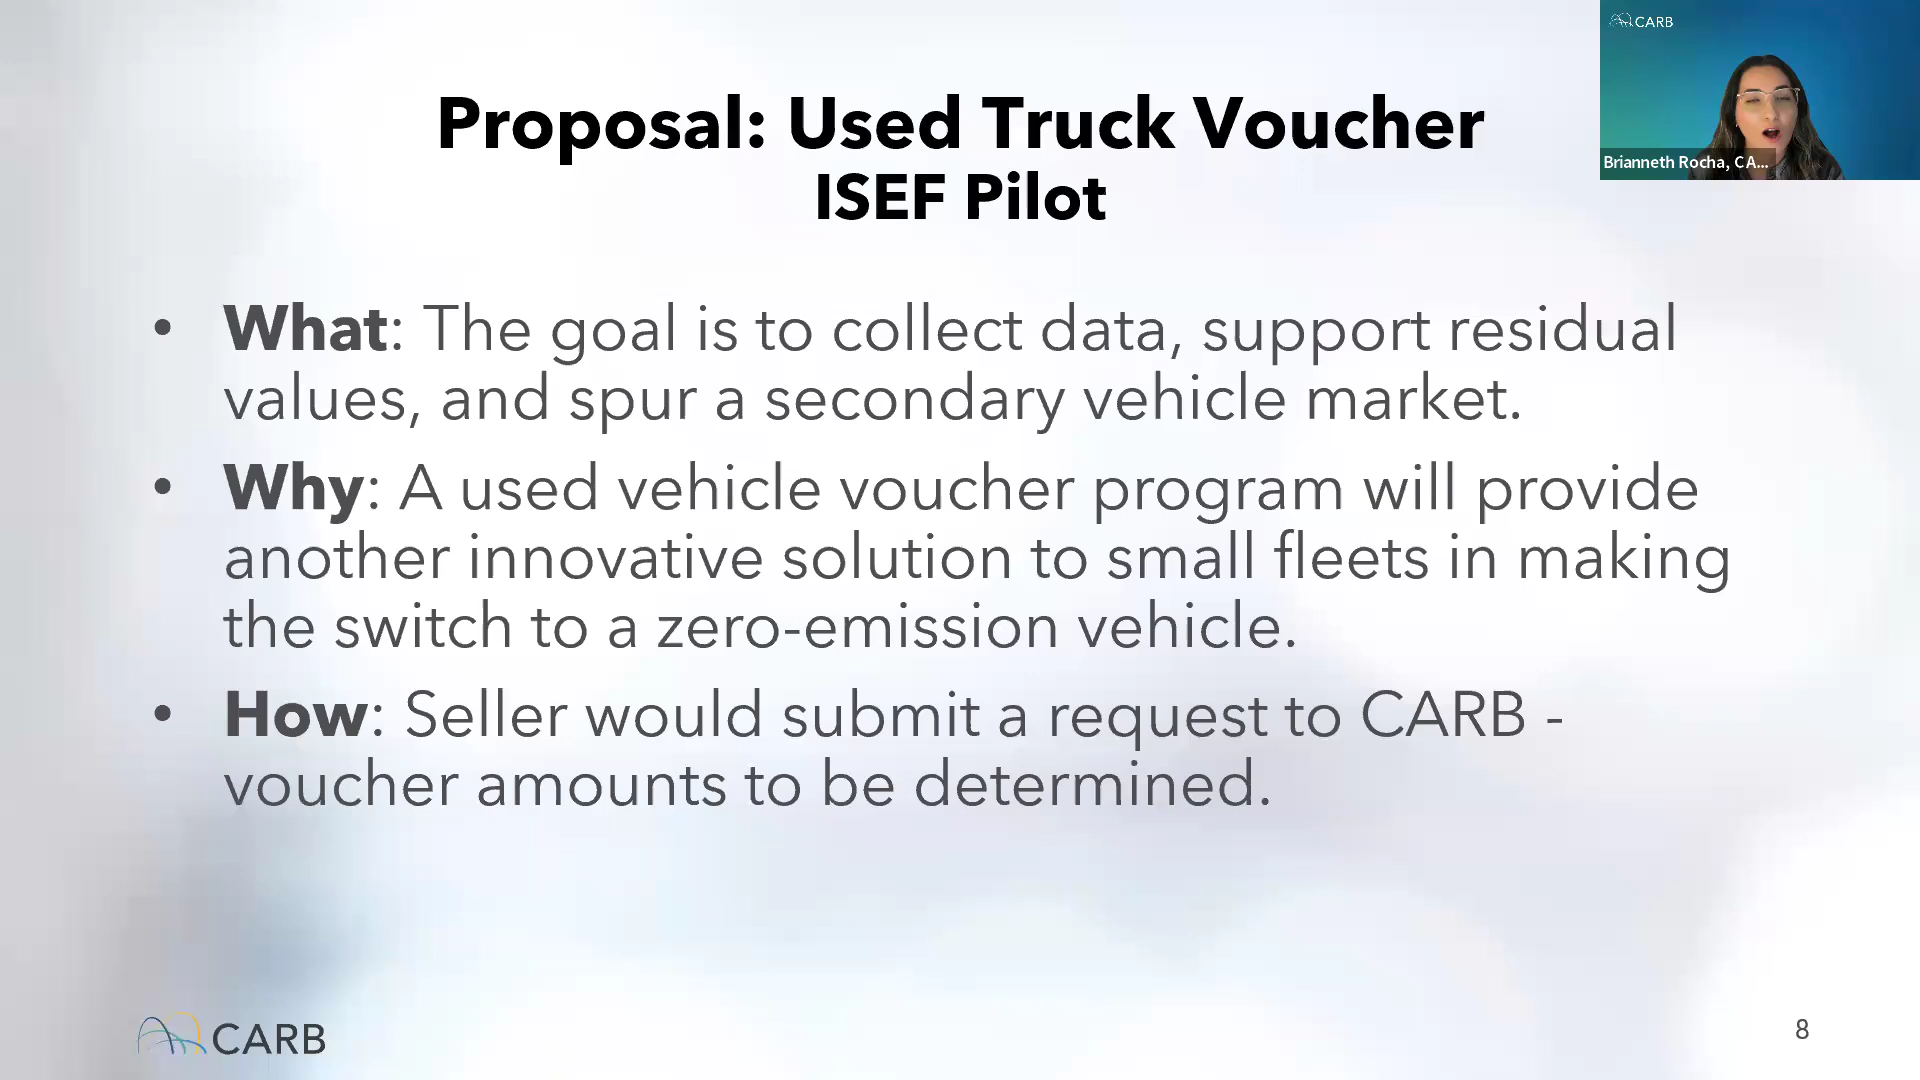 CARB
Brianneth Rocha, CA...
Proposal: Used Truck Voucher
ISEF Pilot
• What: The goal is to collect data, support residual
values, and spur a secondary vehicle market.
• Why: A used vehicle voucher program will provide
another innovative solution to small fleets in making
the switch to a zero-emission vehicle.
• How: Seller would submit a request to CARB -
voucher amounts to be determined.
CARB
8